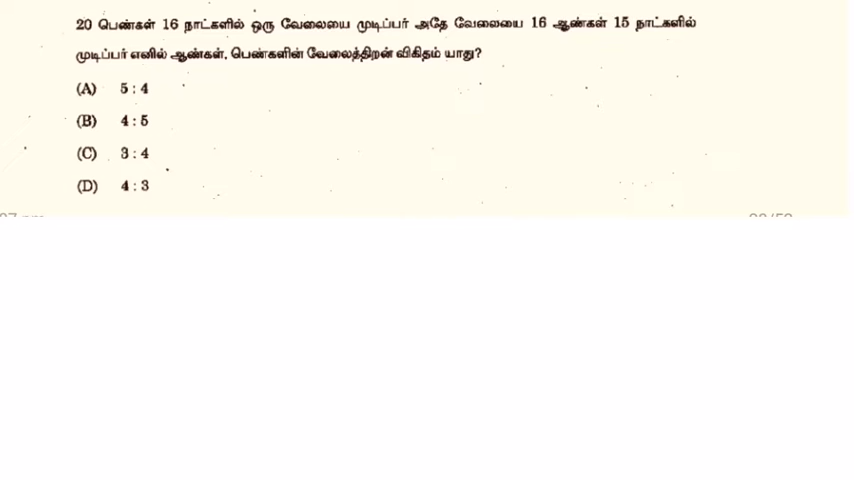 20 பெண்கள் 16 நாட்களில் ஒரு வேலையை முடிப்பர் அதே வேலையை 16 ஆண்கள் 15 நாட்களில்
முடிப்பர் எனில் ஆண்கள், பெண்களின் வேலைத்திறன் விகிதம் யாது?
(A) 5 : 4
(B) 4 : 5
(C) 3 : 4
(D) 4 : 3